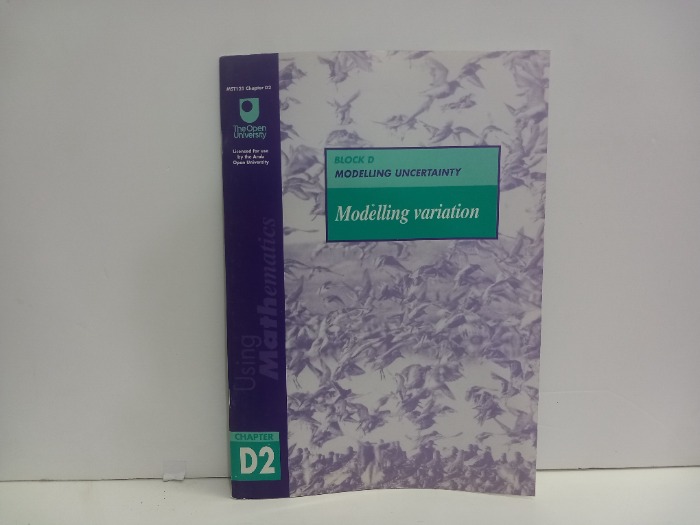 MST121 Chapter D2
The Open
University
Licensed for use
by the Arab
Open University
BLOCK D
MODELLING UNCERTAINTY
Modelling variation
Using
Mathematics
CHAPTER
D2